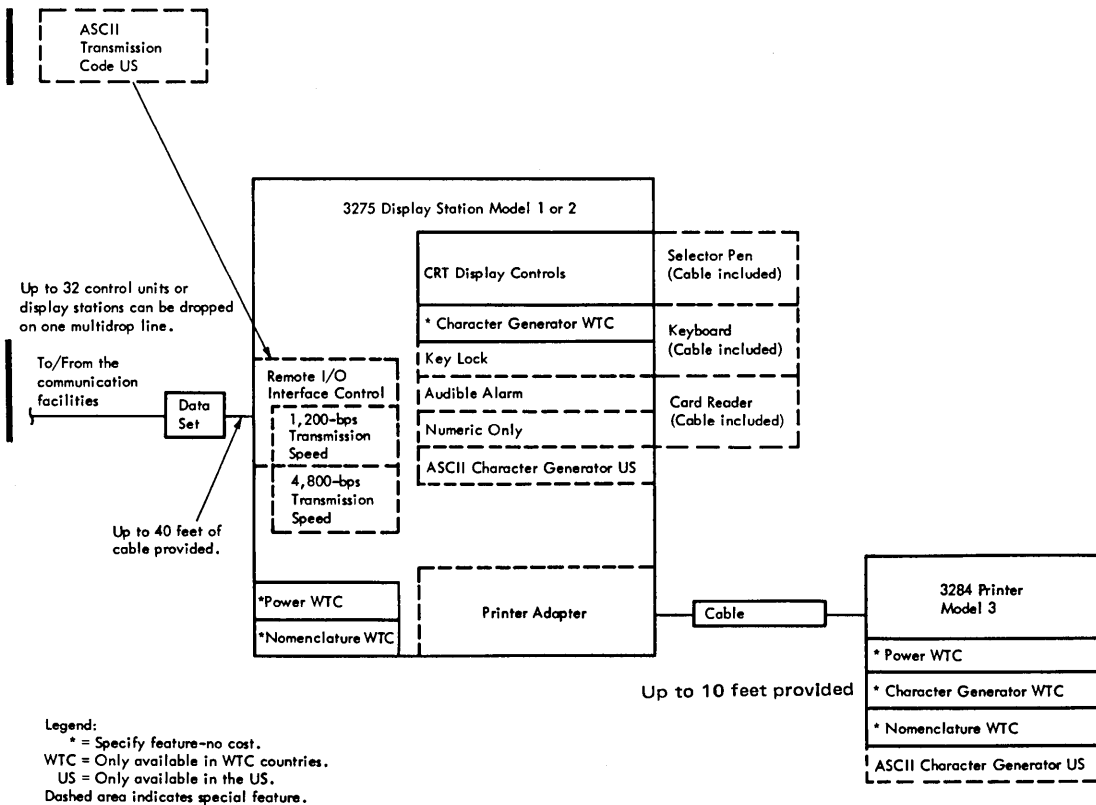 ASCII
Transmission
Code US
3275 Display Station Model 1 or 2
CRT Display Controls
Selector Pen
(Cable included)
* Character Generator WTC
Keyboard
(Cable included)
Key Lock
Audible Alarm
Card Reader
(Cable included)
Numeric Only
ASCII Character Generator US
Up to 32 control units or
display stations can be dropped
on one multidrop line.
To/From the
communication
facilities
Data
Set
Remote I/O
Interface Control
1,200-bps
Transmission
Speed
4,800-bps
Transmission
Speed
Up to 40 feet of
cable provided.
*Power WTC
*Nomenclature WTC
Printer Adapter
Cable
Up to 10 feet provided
3284 Printer
Model 3
* Power WTC
* Character Generator WTC
* Nomenclature WTC
ASCII Character Generator US
Legend:
* = Specify feature-no cost.
WTC = Only available in WTC countries.
US = Only available in the US.
Dashed area indicates special feature.